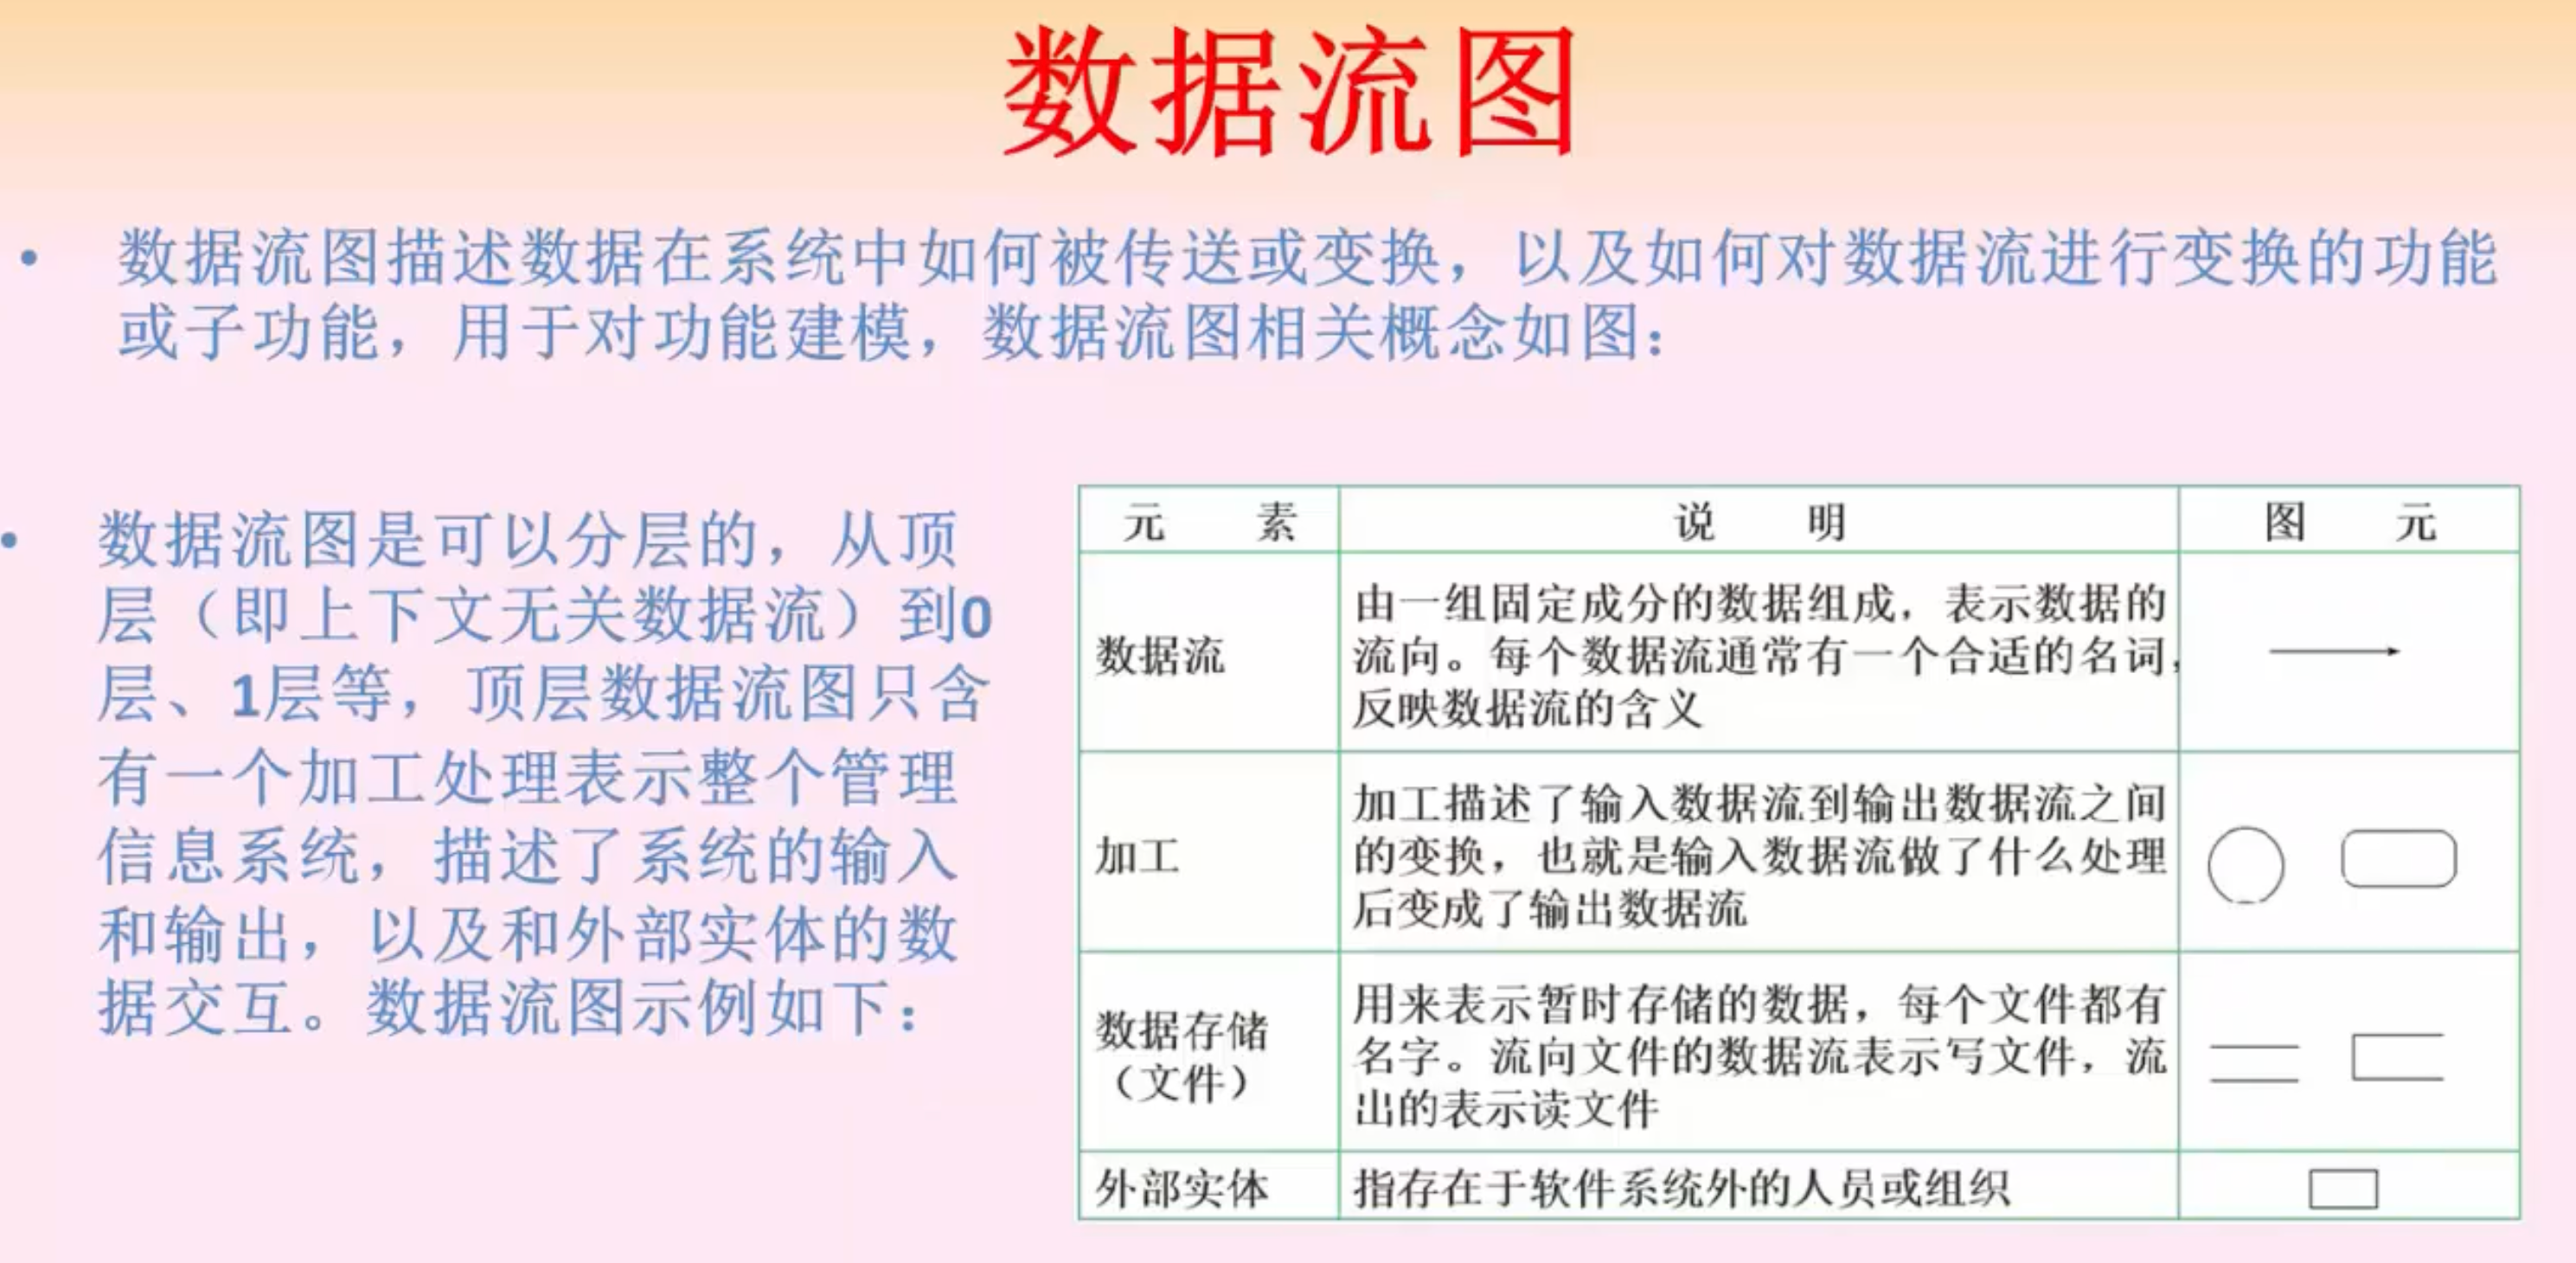 数据流图
• 数据流图描述数据在系统中如何被传送或变换，以及如何对数据流进行变换的功能
或子功能，用于对功能建模，数据流图相关概念如图：
• 数据流图是可以分层的，从顶
层（即上下文无关数据流）到0
层、1层等，顶层数据流图只含
有一个加工处理表示整个管理
信息系统，描述了系统的输入
和输出，以及和外部实体的数
据交互。数据流图示例如下：
元 素 说 明 图 元
数据流
由一组固定成分的数据组成，表示数据的
流向。每个数据流通常有一个合适的名词，
反映数据流的含义
加工
加工描述了输入数据流到输出数据流之间
的变换，也就是输入数据流做了什么处理
后变成了输出数据流
数据存储
（文件）
用来表示暂时存储的数据，每个文件都有
名字。流向文件的数据流表示写文件，流
出的表示读文件
外部实体 指存在于软件系统外的人员或组织